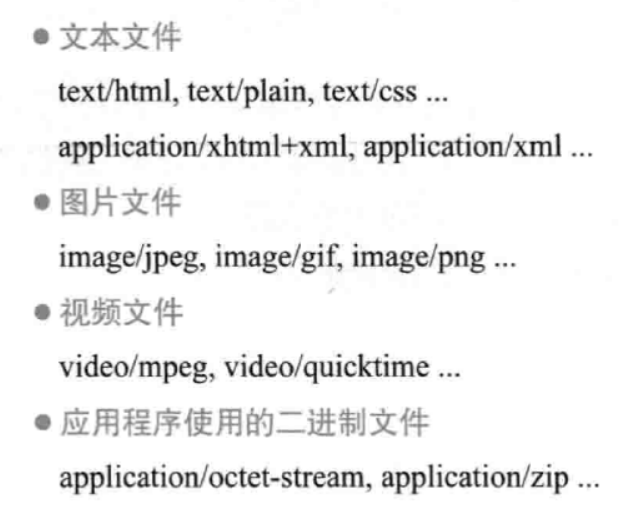 ● 文本文件
text/html, text/plain, text/css ...
application/xhtml+xml, application/xml ...
● 图片文件
image/jpeg, image/gif, image/png ...
● 视频文件
video/mpeg, video/quicktime ...
● 应用程序使用的二进制文件
application/octet-stream, application/zip ...